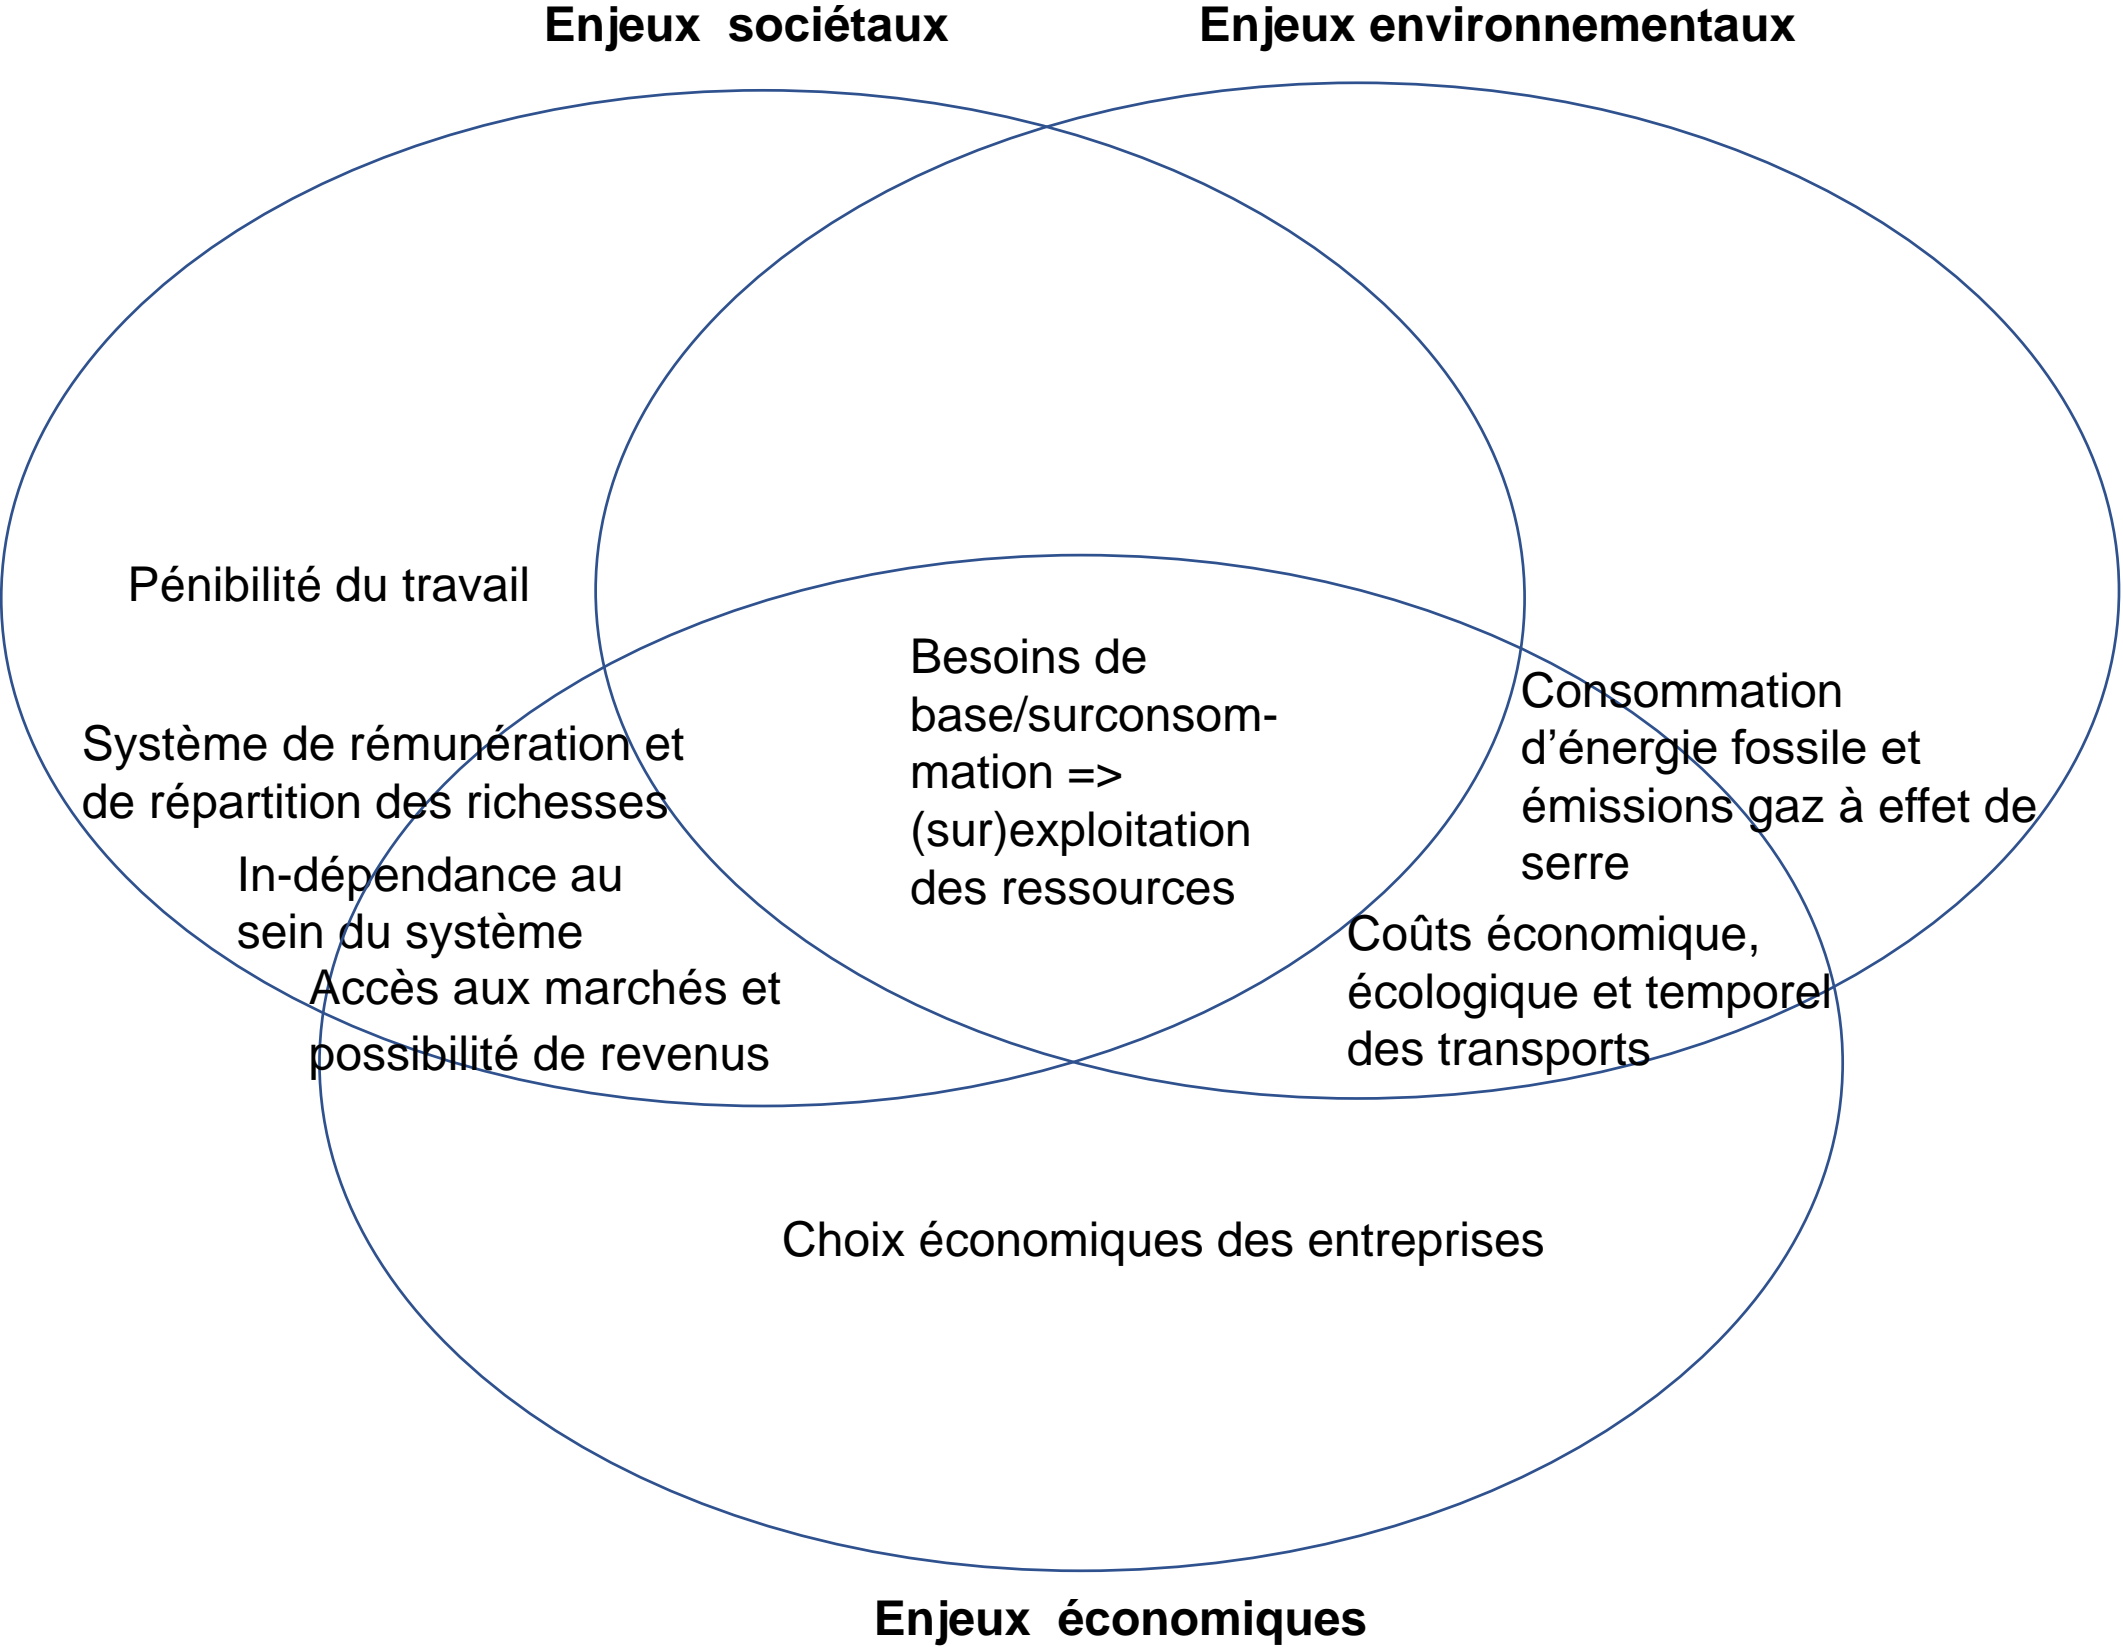 Enjeux sociétaux
Enjeux environnementaux
Pénibilité du travail
Système de rémunération et
de répartition des richesses
In-dépendance au
sein du système
Accès aux marchés et
possibilité de revenus
Besoins de
base/surconsom-
mation =>
(sur)exploitation
des ressources
Consommation
d’énergie fossile et
émissions gaz à effet de
serre
Coûts économique,
écologique et temporel
des transports
Choix économiques des entreprises
Enjeux économiques